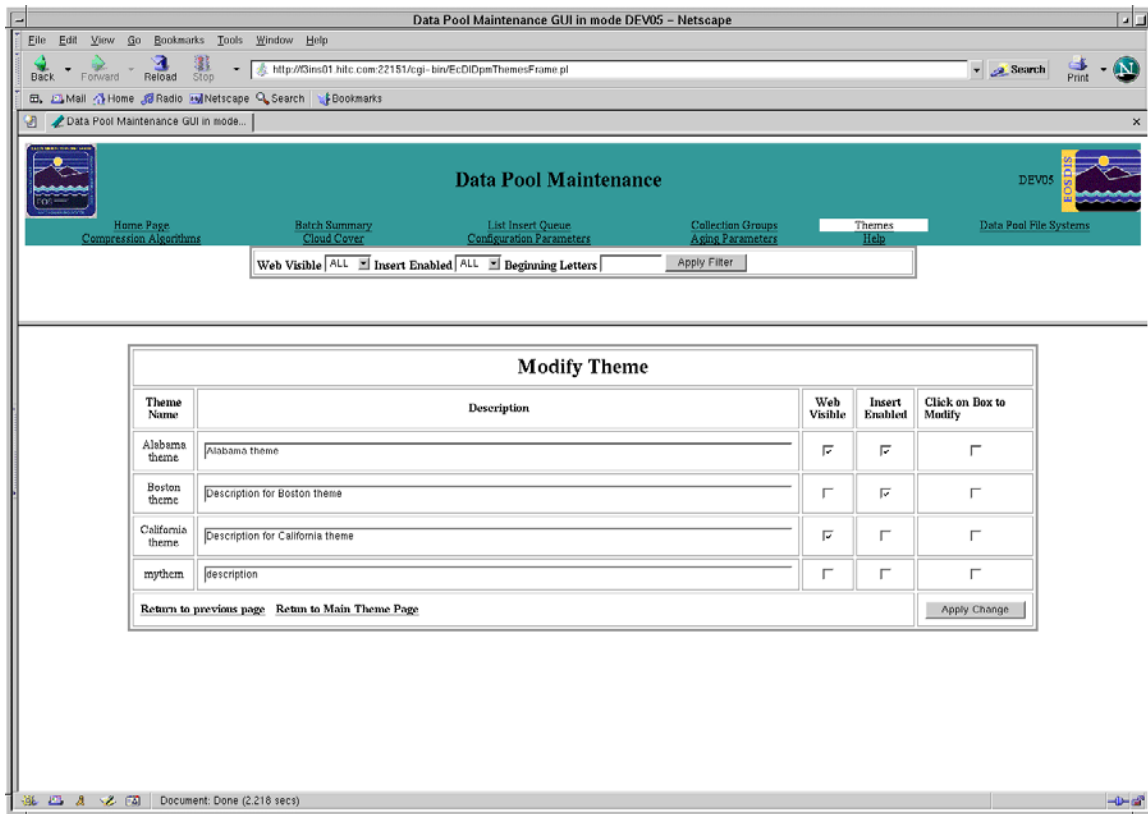 Data Pool Maintenance GUI in mode DEV05 – Netscape
File Edit View Go Bookmarks Tools Window Help
Back Forward Reload Stop http://f3ins01.hitc.com:22151/cgi-bin/EcDlDpmThemesFrame.pl Search Print N
Mail Home Radio Netscape Search Bookmarks
Data Pool Maintenance GUI in mode...
EOS
Data Pool Maintenance
DEV05
EOSDIS
Home Page Batch Summary List Insert Queue Collection Groups Themes Data Pool File Systems
Compression Algorithms Cloud Cover Configuration Parameters Aging Parameters Help
Web Visible ALL Insert Enabled ALL Beginning Letters Apply Filter
Modify Theme
Theme Name Description Web Visible Insert Enabled Click on Box to Modify
Alabama theme Alabama theme
Boston theme Description for Boston theme
California theme Description for California theme
mythem description
Return to previous page Retun to Main Theme Page Apply Change
Document: Done (2.218 secs)